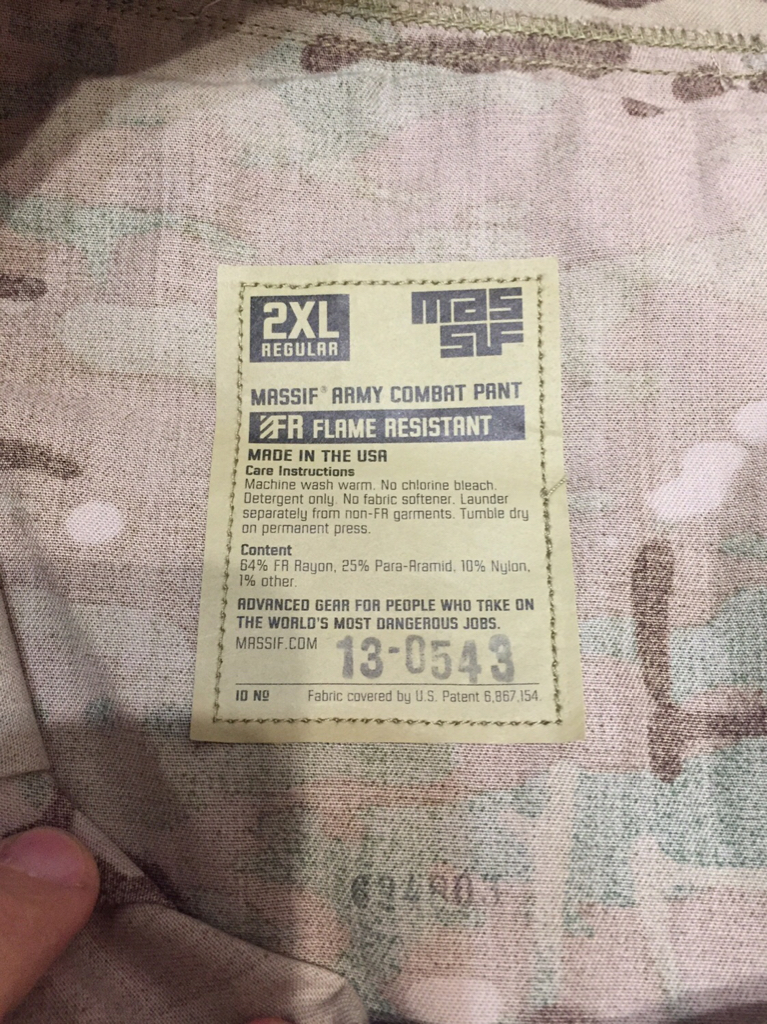 2XL
REGULAR
mas
sif
MASSIF® ARMY COMBAT PANT
FR FLAME RESISTANT
MADE IN THE USA
Care Instructions
Machine wash warm. No chlorine bleach.
Detergent only. No fabric softener. Launder
separately from non-FR garments. Tumble dry
on permanent press.
Content
64% FR Rayon, 25% Para-Aramid, 10% Nylon,
1% other.
ADVANCED GEAR FOR PEOPLE WHO TAKE ON
THE WORLD'S MOST DANGEROUS JOBS.
MASSIF.COM 13-0543
ID Nº Fabric covered by U.S. Patent 6,867,154.